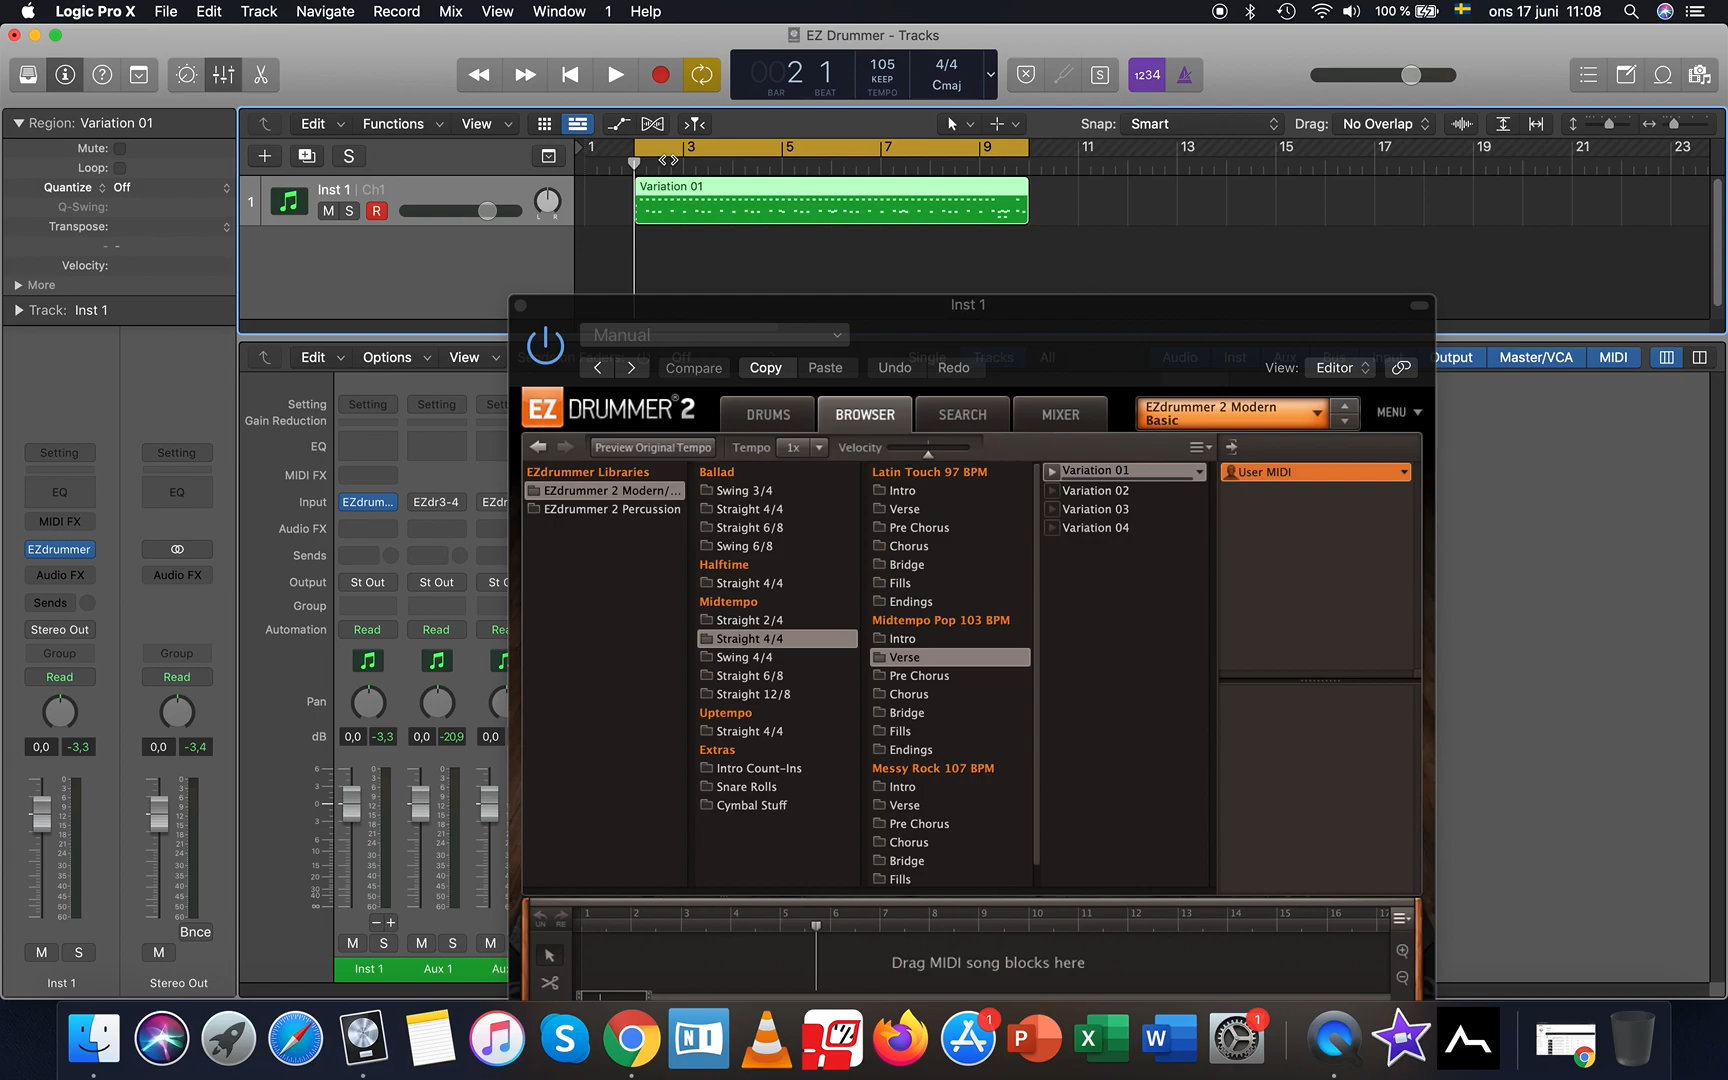 Logic Pro X File Edit Track Navigate Record Mix View Window 1 Help 100 % ons 17 juni 11:08
EZ Drummer - Tracks
2 1 105 4/4
KEEP Cmaj
BAR BEAT TEMPO
1234
Region: Variation 01
Edit Functions View Snap: Smart Drag: No Overlap
Mute:
Loop:
Quantize Off
Q-Swing:
Transpose:
Velocity:
More
Track: Inst 1
1 3 5 7 9 11 13 15 17 19 21 23
S
1 Inst 1 | Ch1
M S R
L R
Variation 01
Edit Options View
Output Master/VCA MIDI
Inst 1
Manual
Compare Copy Paste Undo Redo View: Editor
Setting
EQ
MIDI FX
EZdrummer
Audio FX
Sends
Stereo Out
Group
Read
0,0 -3,3
M S
Inst 1
Setting
EQ
Audio FX
Group
Read
0,0 -3,4
Bnce
M
Stereo Out
Setting Setting Setting
Gain Reduction
EQ
MIDI FX
Input EZdrum... EZdr3-4
Audio FX
Sends
Output St Out St Out
Group
Automation Read Read
Pan
dB 0,0 -3,3 0,0 -20,9 0,0
M S M S M
Inst 1 Aux 1
EZ DRUMMER® 2 DRUMS BROWSER SEARCH MIXER
EZdrummer 2 Modern
Basic
MENU
Preview Original Tempo Tempo 1x Velocity
EZdrummer Libraries
EZdrummer 2 Modern/...
EZdrummer 2 Percussion
Ballad
Swing 3/4
Straight 4/4
Straight 6/8
Swing 6/8
Halftime
Straight 4/4
Midtempo
Straight 2/4
Straight 4/4
Swing 4/4
Straight 6/8
Straight 12/8
Uptempo
Straight 4/4
Extras
Intro Count-Ins
Snare Rolls
Cymbal Stuff
Latin Touch 97 BPM
Intro
Verse
Pre Chorus
Chorus
Bridge
Fills
Endings
Midtempo Pop 103 BPM
Intro
Verse
Pre Chorus
Chorus
Bridge
Fills
Endings
Messy Rock 107 BPM
Intro
Verse
Pre Chorus
Chorus
Bridge
Fills
Variation 01
Variation 02
Variation 03
Variation 04
User MIDI
UN RE
1 2 3 4 5 6 7 8 9 10 11 12 13 14 15 16 17
Drag MIDI song blocks here
1 1